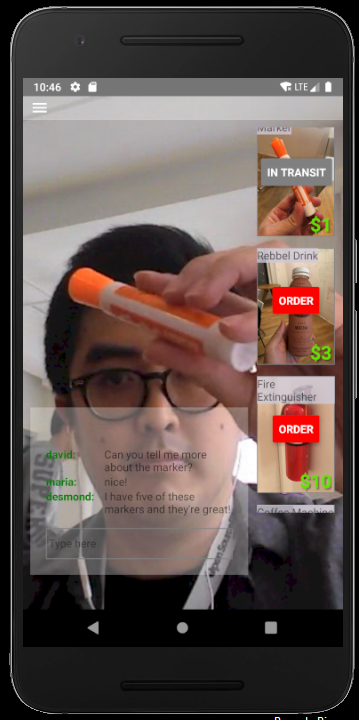 10:46
LTE
Marker
IN TRANSIT
$1
Rebbel Drink
ORDER
$3
Fire
Extinguisher
ORDER
$10
Coffee Machine
david: Can you tell me more
about the marker?
maria: nice!
desmond: I have five of these
markers and they're great!
Type here